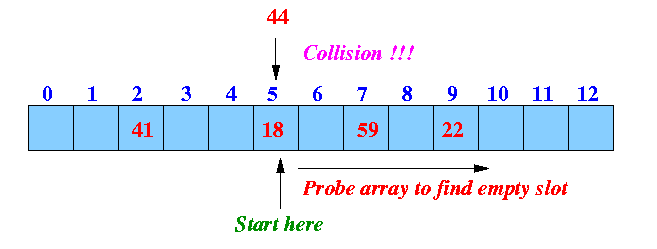 44
Collision !!!
0 1 2 3 4 5 6 7 8 9 10 11 12
41 18 59 22
Probe array to find empty slot
Start here